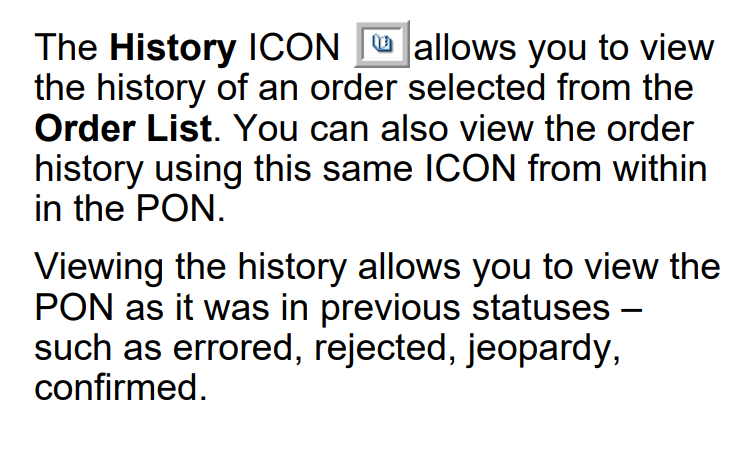 The History ICON allows you to view
the history of an order selected from the
Order List. You can also view the order
history using this same ICON from within
in the PON.
Viewing the history allows you to view the
PON as it was in previous statuses –
such as errored, rejected, jeopardy,
confirmed.